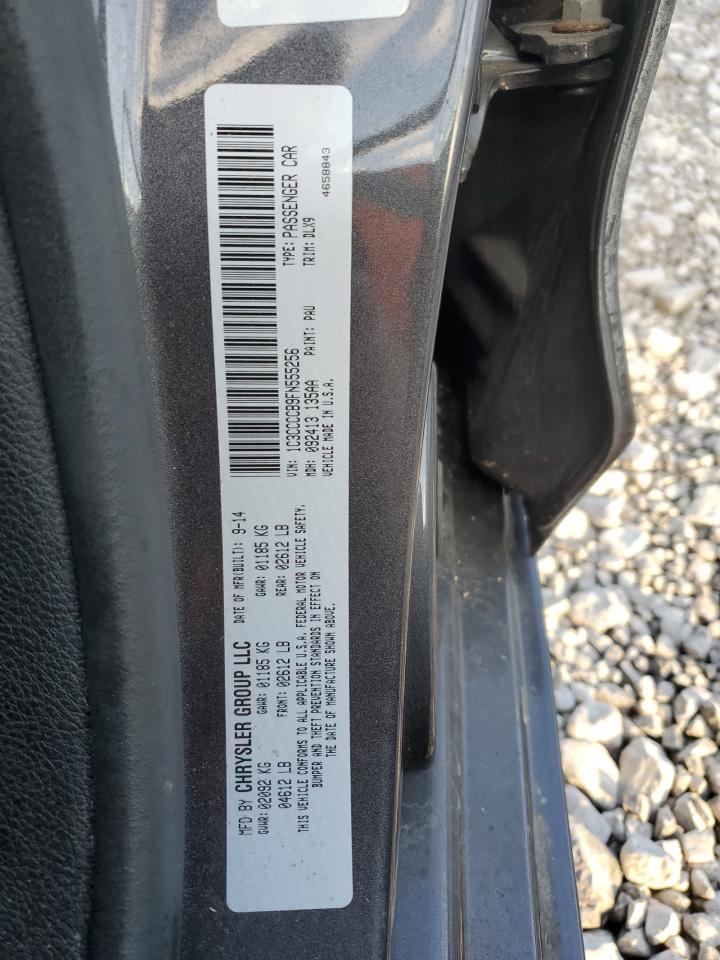 MFD BY CHRYSLER GROUP LLC DATE OF MFR(BUILT): 9-14
GVWR: 02092 KG GAWR: 01185 KG GAWR: 01185 KG
04612 LB FRONT: 02612 LB REAR: 02612 LB
THIS VEHICLE CONFORMS TO ALL APPLICABLE U.S.A. FEDERAL MOTOR VEHICLE SAFETY,
BUMPER AND THEFT PREVENTION STANDARDS IN EFFECT ON
THE DATE OF MANUFACTURE SHOWN ABOVE.
VIN: 1C3CCCCB9FN555256 TYPE: PASSENGER CAR
MDH: 092413 135AA PAINT: PAU TRIM: DLX9
VEHICLE MADE IN U.S.A. 4658843